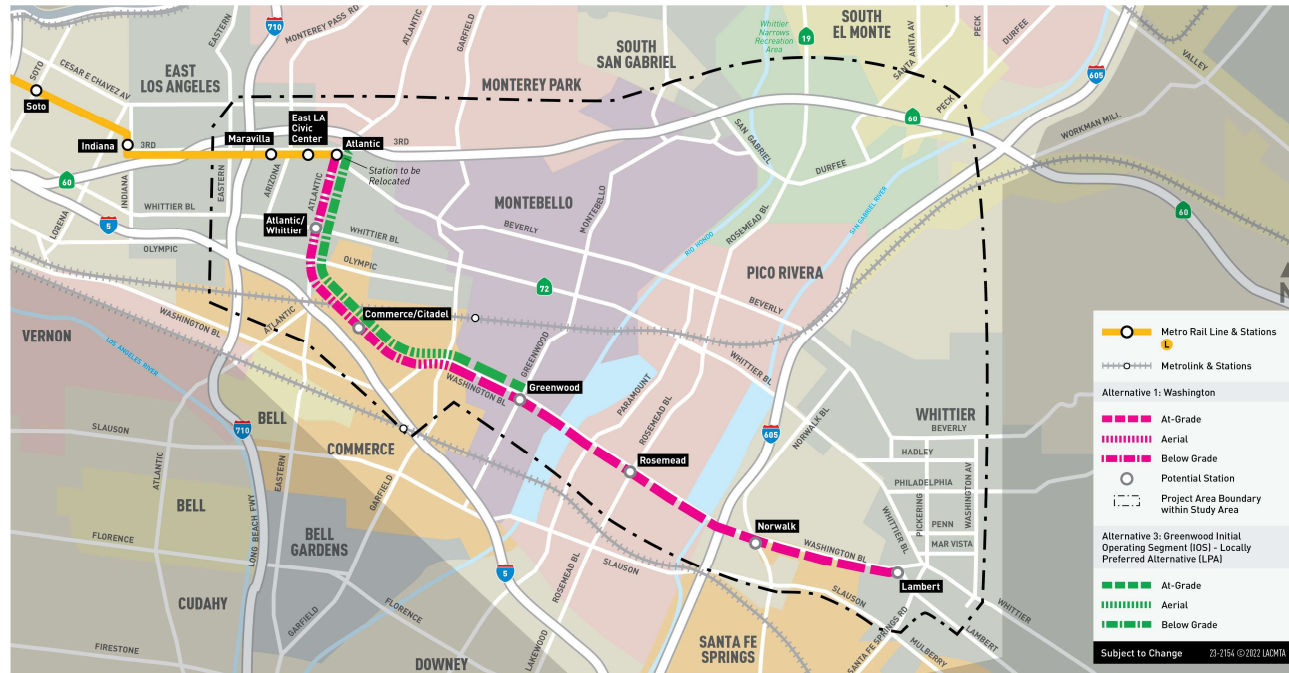 710
EASTERN
MONTEREY PASS RD
ATLANTIC
GARFIELD
Whittier
Narrows
Recreation
Area
19
SOUTH
EL MONTE
SANTA ANITA AV
PECK
DURFEE
605
VALLEY
SOTO
CESAR E CHAVEZ AV
EAST
LOS ANGELES
SOUTH
SAN GABRIEL
MONTEREY PARK
PECK
60
WORKMAN MILL
Soto
Indiana
3RD
Maravilla
East LA
Civic
Center
Atlantic
3RD
Station to be
Relocated
SAN GABRIEL
DURFEE
60
INDIANA
EASTERN
ARIZONA
ATLANTIC
LORENA
5
WHITTIER BL
Atlantic/
Whittier
WHITTIER BL
OLYMPIC
OLYMPIC
MONTEBELLO
MONTEBELLO
BEVERLY
72
RIO HONDO
ROSEMEAD BL
SAN GABRIEL RIVER
PICO RIVERA
BEVERLY
60
N
VERNON
WASHINGTON BL
LOS ANGELES RIVER
ATLANTIC
Commerce/Citadel
GREENWOOD
Greenwood
WASHINGTON BL
WHITTIER BL
PARAMOUNT
ROSEMEAD BL
605
NORWALK BL
WHITTIER
BEVERLY
HADLEY
PHILADELPHIA
PICKERING
WASHINGTON AV
PENN
MAR VISTA
WHITTIER BL
BELL
710
COMMERCE
SLAUSON
ATLANTIC
EASTERN
GARFIELD
BELL
LONG BEACH FWY
BELL
GARDENS
FLORENCE
CUDAHY
GARFIELD
FLORENCE
FIRESTONE
DOWNEY
5
LAKEWOOD
ROSEMEAD BL
SLAUSON
Rosemead
Norwalk
WASHINGTON BL
Lambert
SLAUSON
SANTA FE
SPRINGS
SANTA FE SPRINGS RD
MULBERRY
LAMBERT
WHITTIER
Metro Rail Line & Stations
L
Metrolink & Stations
Alternative 1: Washington
At-Grade
Aerial
Below Grade
Potential Station
Project Area Boundary
within Study Area
Alternative 3: Greenwood Initial
Operating Segment (IOS) - Locally
Preferred Alternative (LPA)
At-Grade
Aerial
Below Grade
Subject to Change 23-2154 ©2022 LACMTA